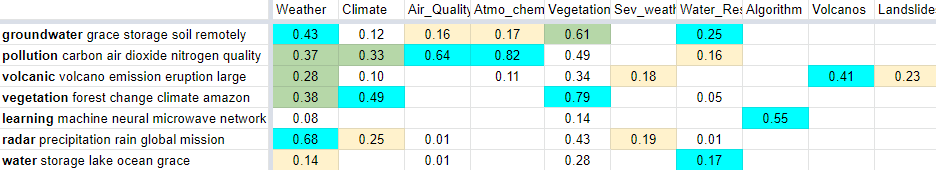 Weather Climate Air_Quality Atmo_chem Vegetation Sev_weath Water_Res Algorithm Volcanos Landslides
groundwater grace storage soil remotely 0.43 0.12 0.16 0.17 0.61 0.25
pollution carbon air dioxide nitrogen quality 0.37 0.33 0.64 0.82 0.49 0.16
volcanic volcano emission eruption large 0.28 0.10 0.11 0.34 0.18 0.41 0.23
vegetation forest change climate amazon 0.38 0.49 0.79 0.05
learning machine neural microwave network 0.08 0.14 0.55
radar precipitation rain global mission 0.68 0.25 0.01 0.43 0.19 0.01
water storage lake ocean grace 0.14 0.01 0.28 0.17